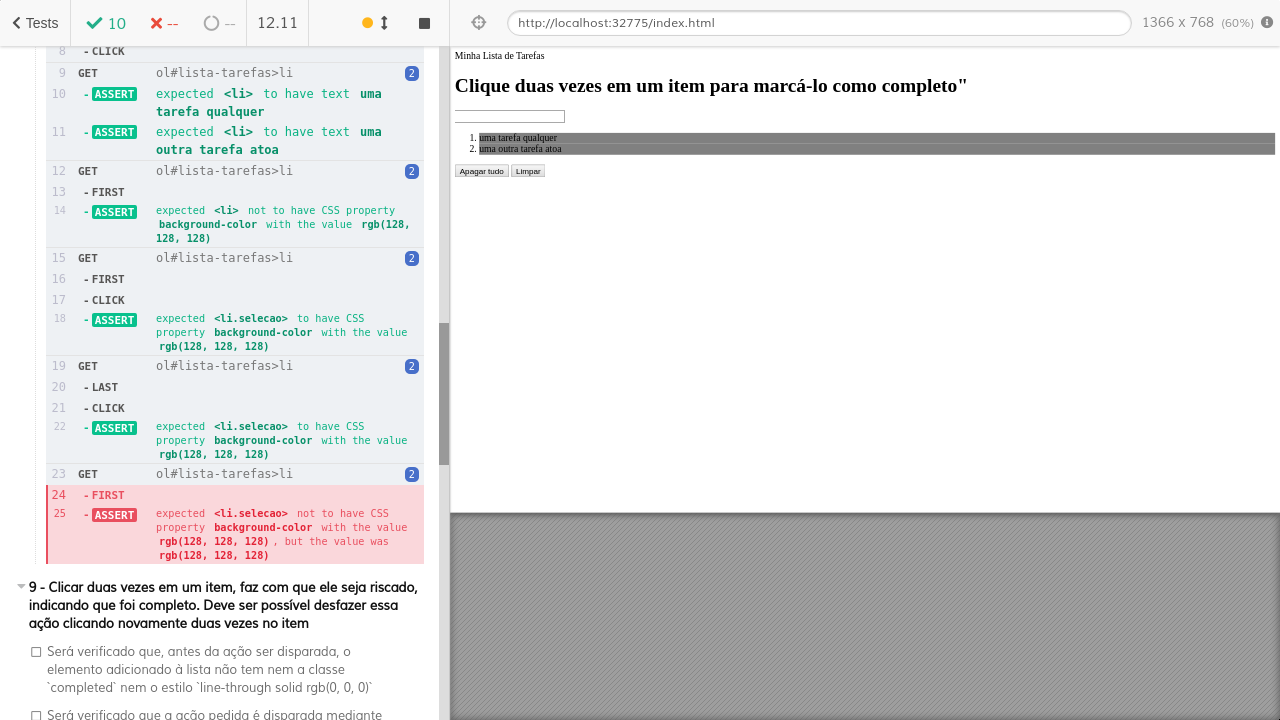 Tests
10
--
--
12.11
8 - CLICK
9 GET ol#lista-tarefas>li 2
10 - ASSERT expected <li> to have text uma
tarefa qualquer
11 - ASSERT expected <li> to have text uma
outra tarefa atoa
12 GET ol#lista-tarefas>li 2
13 - FIRST
14 - ASSERT expected <li> not to have CSS property
background-color with the value rgb(128,
128, 128)
15 GET ol#lista-tarefas>li 2
16 - FIRST
17 - CLICK
18 - ASSERT expected <li.selecao> to have CSS
property background-color with the value
rgb(128, 128, 128)
19 GET ol#lista-tarefas>li 2
20 - LAST
21 - CLICK
22 - ASSERT expected <li.selecao> to have CSS
property background-color with the value
rgb(128, 128, 128)
23 GET ol#lista-tarefas>li 2
24 - FIRST
25 - ASSERT expected <li.selecao> not to have CSS
property background-color with the value
rgb(128, 128, 128) , but the value was
rgb(128, 128, 128)
9 - Clicar duas vezes em um item, faz com que ele seja riscado,
indicando que foi completo. Deve ser possível desfazer essa
ação clicando novamente duas vezes no item
Será verificado que, antes da ação ser disparada, o
elemento adicionado à lista não tem nem a classe
`completed` nem o estilo `line-through solid rgb(0, 0, 0)`
Será verificado que a ação pedida é disparada mediante
http://localhost:32775/index.html
1366 x 768 (60%)
Minha Lista de Tarefas
Clique duas vezes em um item para marcá-lo como completo"
1. uma tarefa qualquer
2. uma outra tarefa atoa
Apagar tudo Limpar